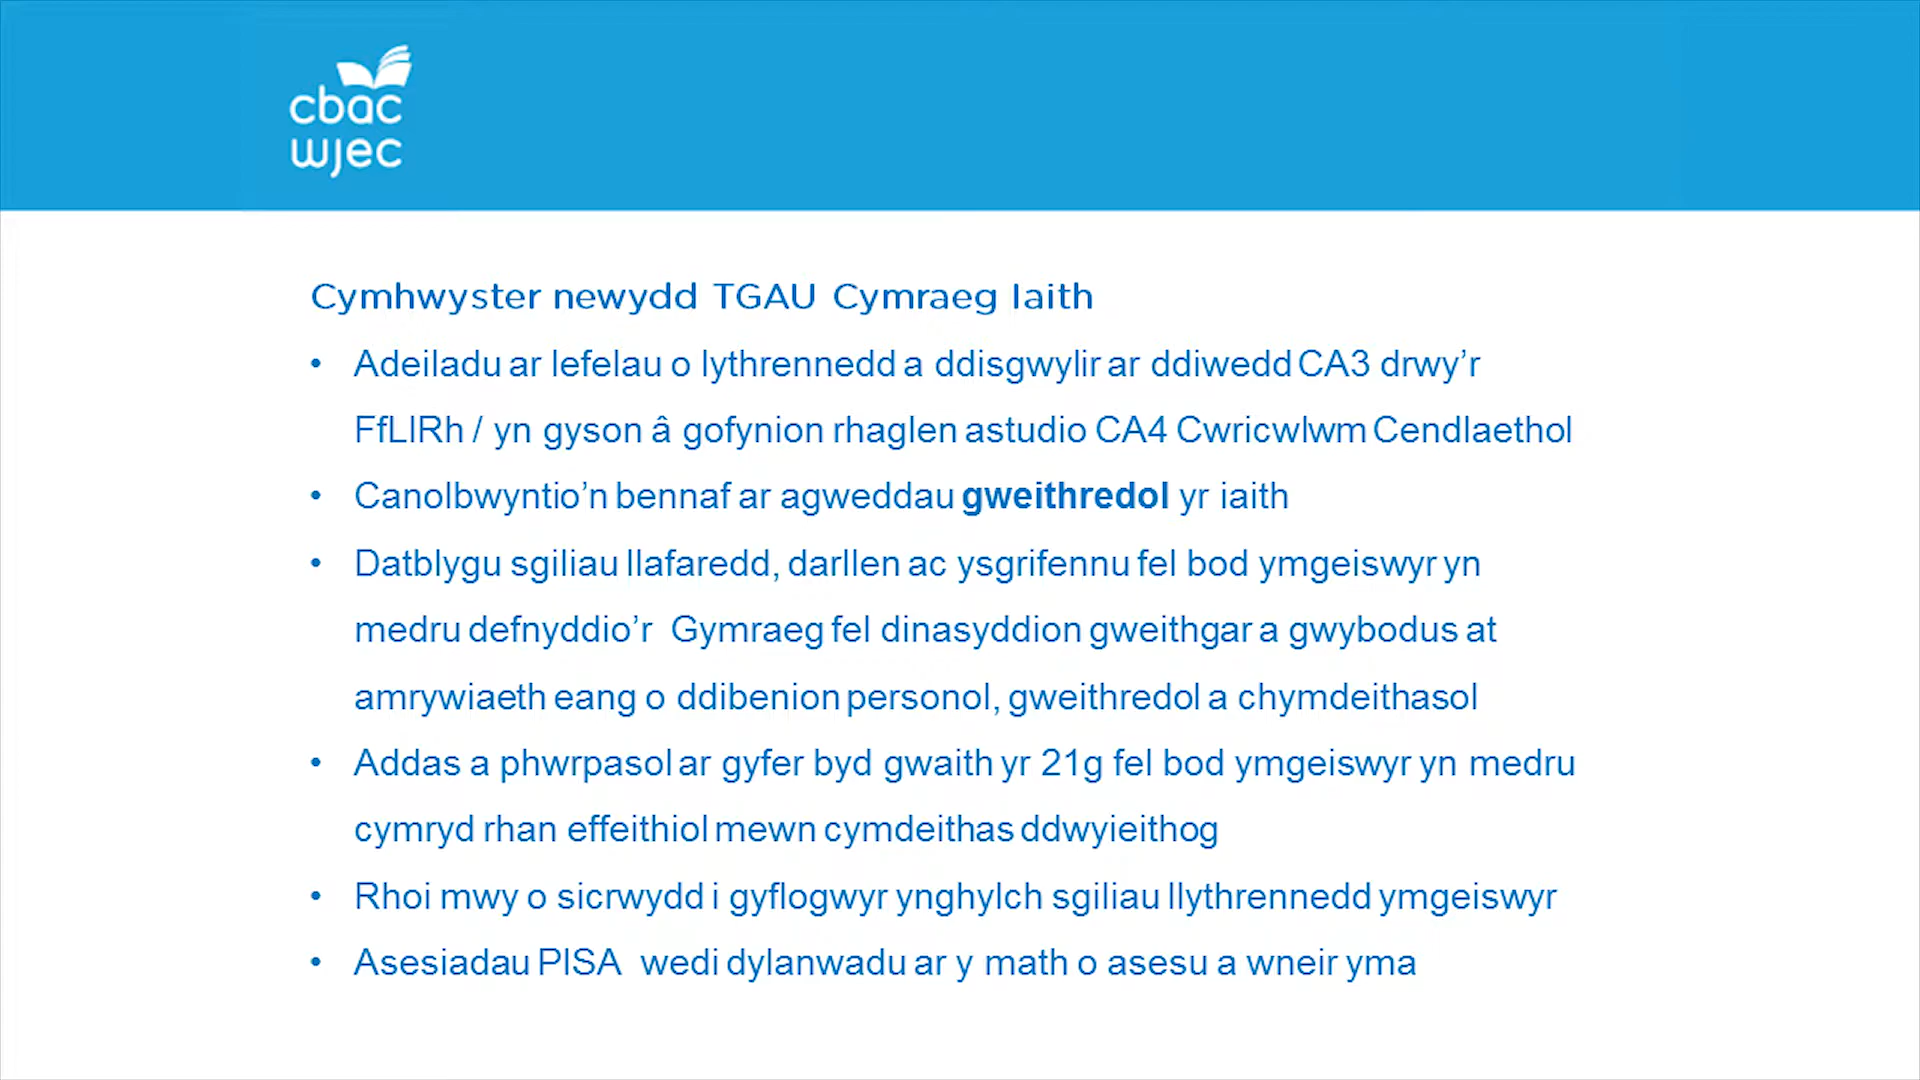 cbac
wjec
Cymhwyster newydd TGAU Cymraeg Iaith
• Adeiladu ar lefelau o lythrennedd a ddisgwylir ar ddiwedd CA3 drwy’r
FfLlRh / yn gyson â gofynion rhaglen astudio CA4 Cwricwlwm Cendlaethol
• Canolbwyntio’n bennaf ar agweddau gweithredol yr iaith
• Datblygu sgiliau llafaredd, darllen ac ysgrifennu fel bod ymgeiswyr yn
medru defnyddio’r Gymraeg fel dinasyddion gweithgar a gwybodus at
amrywiaeth eang o ddibenion personol, gweithredol a chymdeithasol
• Addas a phwrpasol ar gyfer byd gwaith yr 21g fel bod ymgeiswyr yn medru
cymryd rhan effeithiol mewn cymdeithas ddwyieithog
• Rhoi mwy o sicrwydd i gyflogwyr ynghylch sgiliau llythrennedd ymgeiswyr
• Asesiadau PISA wedi dylanwadu ar y math o asesu a wneir yma